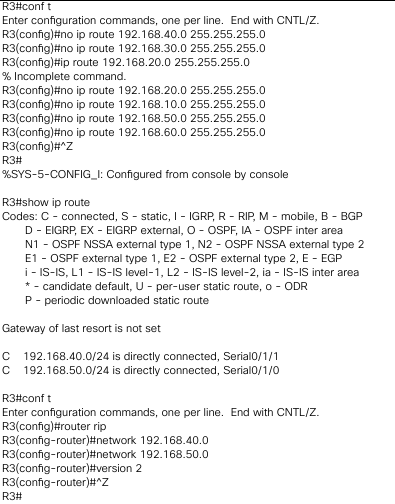 R3#conf t
Enter configuration commands, one per line.  End with CNTL/Z.
R3(config)#no ip route 192.168.40.0 255.255.255.0
R3(config)#no ip route 192.168.30.0 255.255.255.0
R3(config)#ip route 192.168.20.0 255.255.255.0
% Incomplete command.
R3(config)#no ip route 192.168.20.0 255.255.255.0
R3(config)#no ip route 192.168.10.0 255.255.255.0
R3(config)#no ip route 192.168.50.0 255.255.255.0
R3(config)#no ip route 192.168.60.0 255.255.255.0
R3(config)#^Z
R3#
%SYS-5-CONFIG_I: Configured from console by console
R3#show ip route
Codes: C - connected, S - static, I - IGRP, R - RIP, M - mobile, B - BGP
D - EIGRP, EX - EIGRP external, O - OSPF, IA - OSPF inter area
N1 - OSPF NSSA external type 1, N2 - OSPF NSSA external type 2
E1 - OSPF external type 1, E2 - OSPF external type 2, E - EGP
i - IS-IS, L1 - IS-IS level-1, L2 - IS-IS level-2, ia - IS-IS inter area
* - candidate default, U - per-user static route, o - ODR
P - periodic downloaded static route
Gateway of last resort is not set
C    192.168.40.0/24 is directly connected, Serial0/1/1
C    192.168.50.0/24 is directly connected, Serial0/1/0
R3#conf t
Enter configuration commands, one per line.  End with CNTL/Z.
R3(config)#router rip
R3(config-router)#network 192.168.40.0
R3(config-router)#network 192.168.50.0
R3(config-router)#version 2
R3(config-router)#^Z
R3#